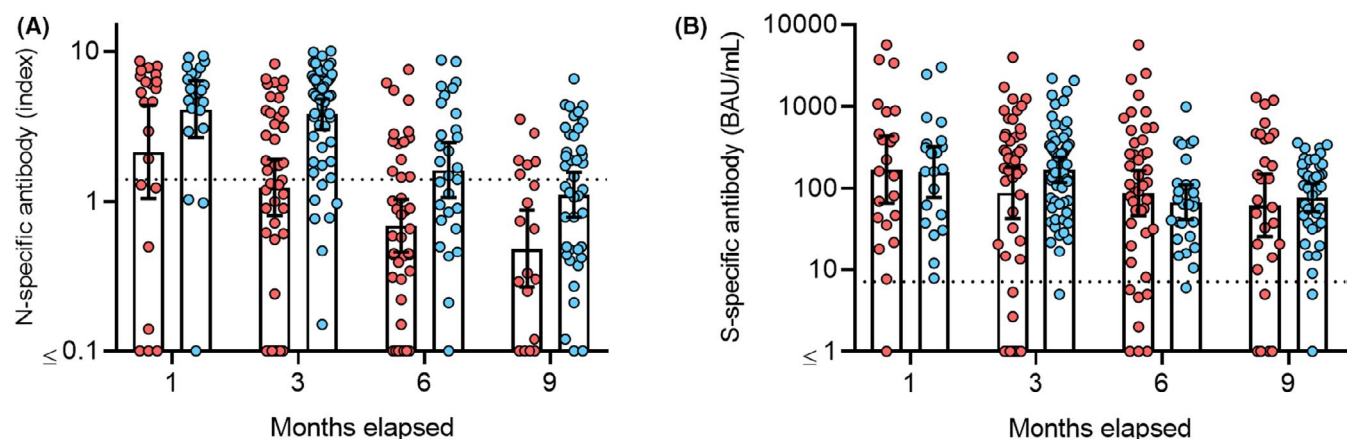 (A)
N-specific antibody (index)
10
1
≤ 0.1
1 3 6 9
Months elapsed
(B)
S-specific antibody (BAU/mL)
10000
1000
100
10
≤ 1
1 3 6 9
Months elapsed